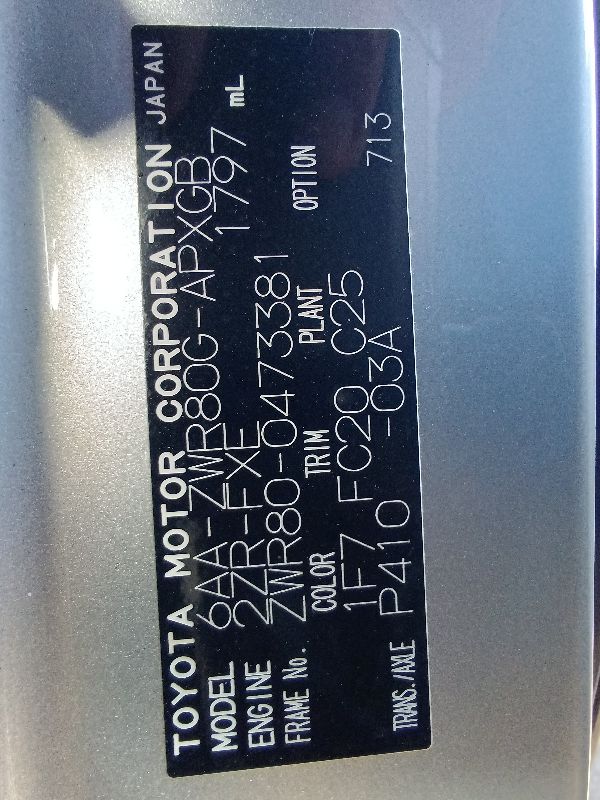 TOYOTA MOTOR CORPORATION JAPAN
MODEL 6AA-ZWR80G-APXGB
ENGINE 2ZR-FXE 1797 mL
FRAME No. ZWR80-0473381
COLOR TRIM PLANT OPTION
1F7 FC20 C25
TRANS./AXLE P410 -03A 713